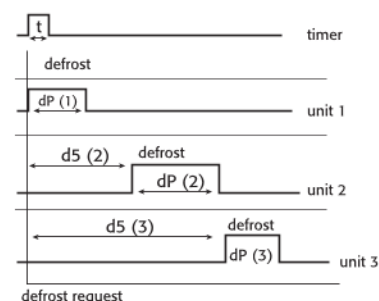 t
timer
defrost
dP (1)
unit 1
d5 (2)
defrost
dP (2)
unit 2
d5 (3)
defrost
dP (3)
unit 3
defrost request